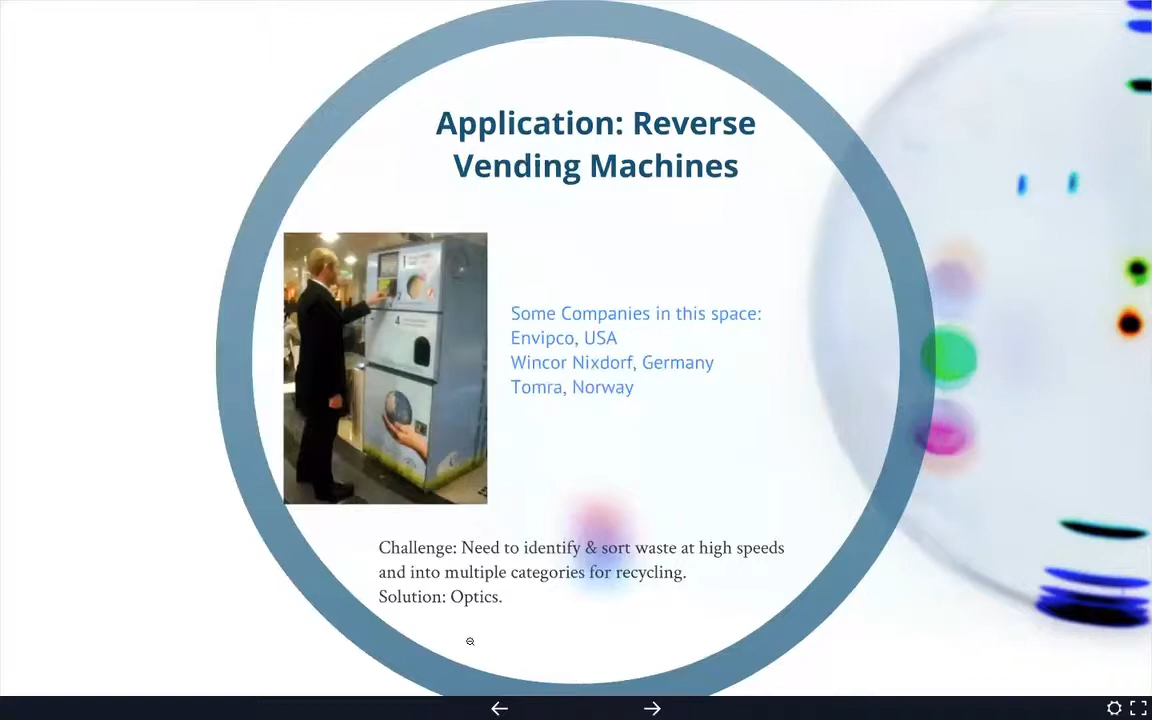 Application: Reverse
Vending Machines
Some Companies in this space:
Envipco, USA
Wincor Nixdorf, Germany
Tomra, Norway
Challenge: Need to identify & sort waste at high speeds
and into multiple categories for recycling.
Solution: Optics.